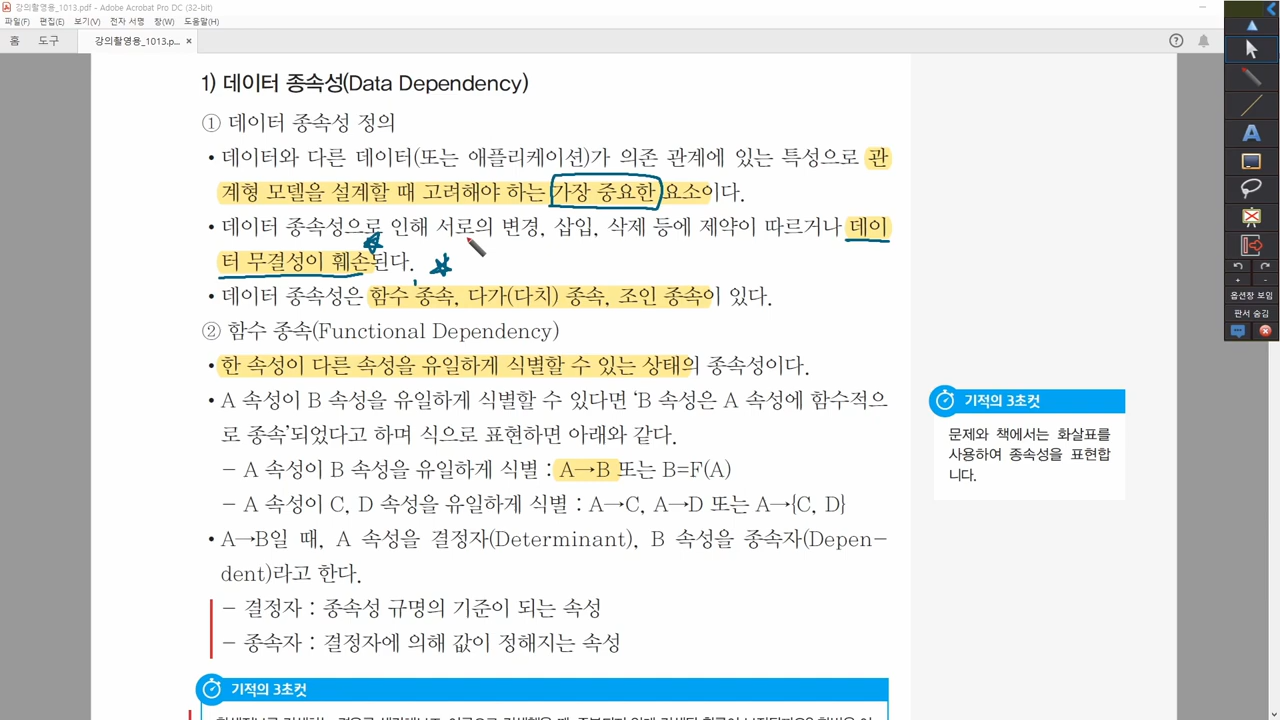 강의촬영용_1013.pdf - Adobe Acrobat Pro DC (32-bit)
파일(F) 편집(E) 보기(V) 전자 서명 창(W) 도움말(H)
홈 도구 강의촬영용_1013.p... ×
1) 데이터 종속성(Data Dependency)
① 데이터 종속성 정의
• 데이터와 다른 데이터(또는 애플리케이션)가 의존 관계에 있는 특성으로 관
계형 모델을 설계할 때 고려해야 하는 가장 중요한 요소이다.
• 데이터 종속성으로 인해 서로의 변경, 삽입, 삭제 등에 제약이 따르거나 데이
터 무결성이 훼손된다.
• 데이터 종속성은 함수 종속, 다가(다치) 종속, 조인 종속이 있다.
② 함수 종속(Functional Dependency)
• 한 속성이 다른 속성을 유일하게 식별할 수 있는 상태의 종속성이다.
• A 속성이 B 속성을 유일하게 식별할 수 있다면 ‘B 속성은 A 속성에 함수적으
로 종속’되었다고 하며 식으로 표현하면 아래와 같다.
– A 속성이 B 속성을 유일하게 식별 : A→B 또는 B=F(A)
– A 속성이 C, D 속성을 유일하게 식별 : A→C, A→D 또는 A→{C, D}
• A→B일 때, A 속성을 결정자(Determinant), B 속성을 종속자(Depen-
dent)라고 한다.
– 결정자 : 종속성 규명의 기준이 되는 속성
– 종속자 : 결정자에 의해 값이 정해지는 속성
기적의 3초컷
기적의 3초컷
문제와 책에서는 화살표를
사용하여 종속성을 표현합
니다.
A
옵션장 보임
판서 숨김